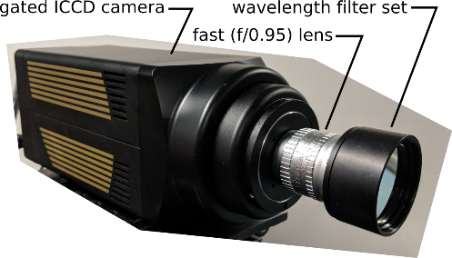 gated ICCD camera
wavelength filter set
fast (f/0.95) lens